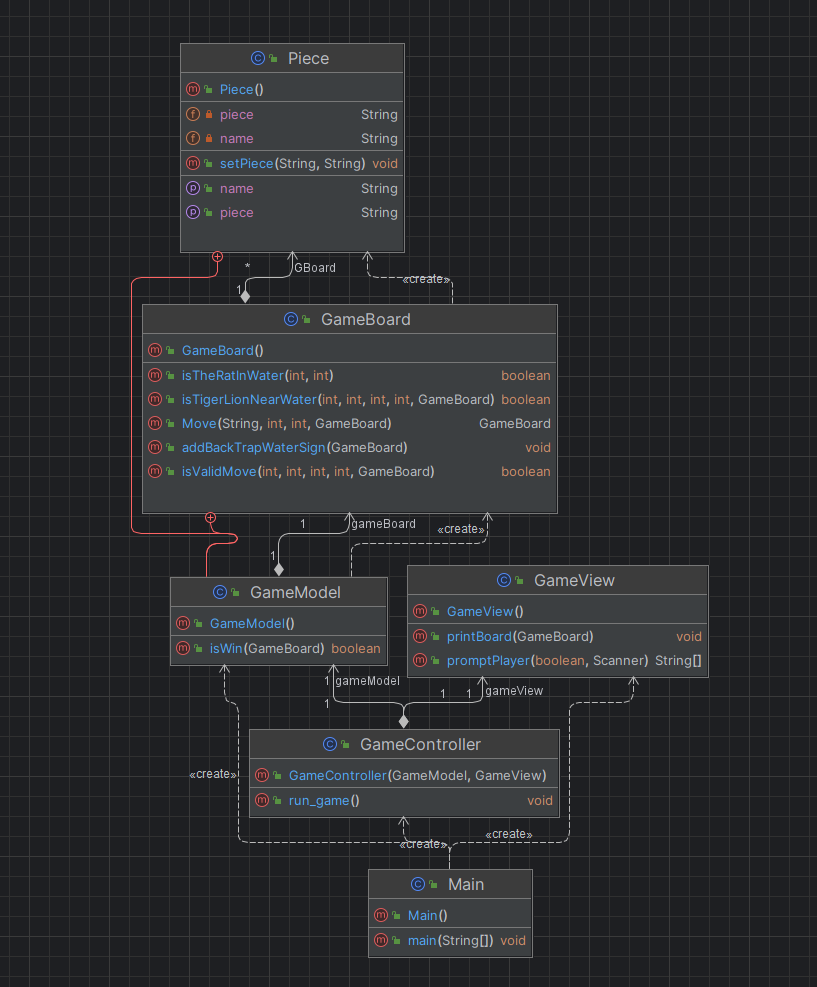 Piece
Piece()
piece String
name String
setPiece(String, String) void
name String
piece String
* GBoard
1 «create»
GameBoard
GameBoard()
isTheRatInWater(int, int) boolean
isTigerLionNearWater(int, int, int, int, GameBoard) boolean
Move(String, int, int, GameBoard) GameBoard
addBackTrapWaterSign(GameBoard) void
isValidMove(int, int, int, int, GameBoard) boolean
1 gameBoard «create»
1
GameModel
GameModel()
isWin(GameBoard) boolean
GameView
GameView()
printBoard(GameBoard) void
promptPlayer(boolean, Scanner) String[]
1 gameModel
1 1 1 gameView
GameController
GameController(GameModel, GameView)
run_game() void
«create»
«create»
«create»
Main
Main()
main(String[]) void